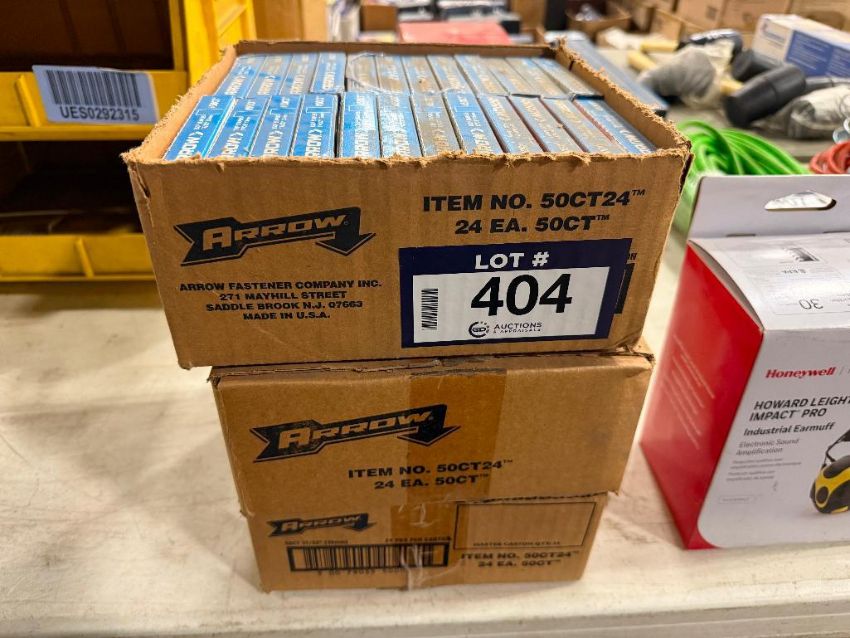 UES0292315
ARROW
ITEM NO. 50CT24™
24 EA. 50CT™
ARROW FASTENER COMPANY INC.
271 MAYHILL STREET
SADDLE BROOK N.J. 07663
MADE IN U.S.A.
LOT #
404
AUCTIONS
& APPRAISALS
ARROW
ITEM NO. 50CT24™
24 EA. 50CT™
ARROW
ITEM NO. 50CT24™
24 EA. 50CT™
30
Honeywell
HOWARD LEIGHT
IMPACT PRO
Industrial Earmuff
Electronic Sound
Amplification